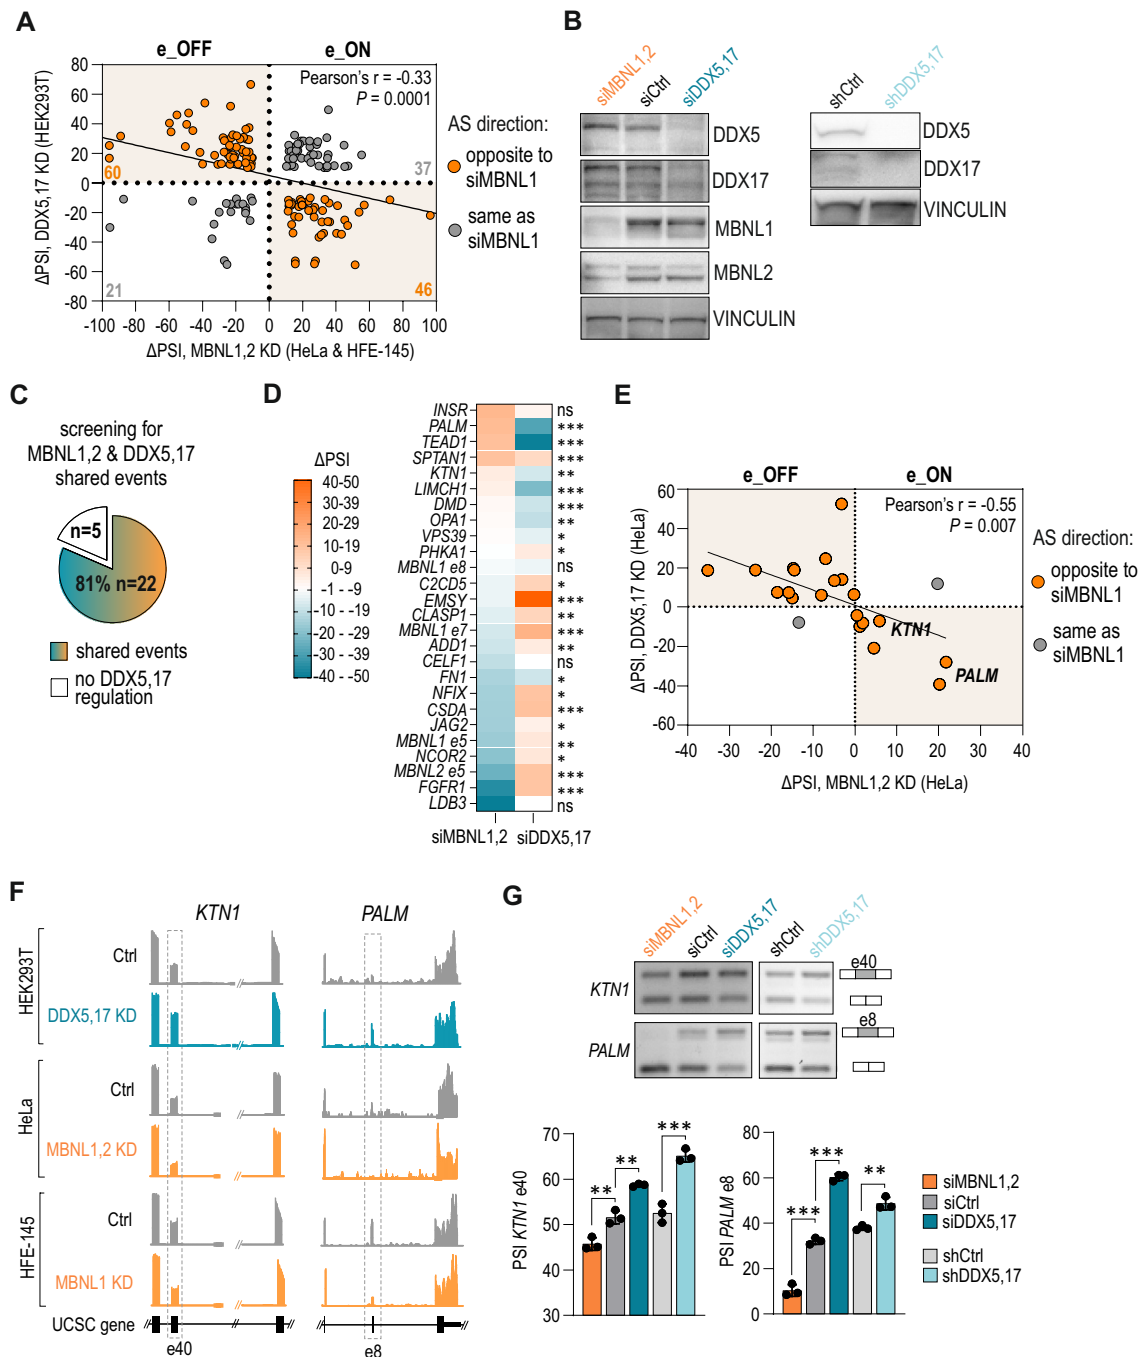 A
e_OFF
e_ON
Pearson's r = -0.33
P = 0.0001
ΔPSI, DDX5,17 KD (HEK293T)
80
60
40
20
0
-20
-40
-60
-80
60
37
21
46
-100 -80 -60 -40 -20 0 20 40 60 80 100
ΔPSI, MBNL1,2 KD (HeLa & HFE-145)
AS direction:
opposite to
siMBNL1
same as
siMBNL1
B
siMBNL1,2
siCtrl
siDDX5,17
DDX5
DDX17
MBNL1
MBNL2
VINCULIN
shCtrl
shDDX5,17
DDX5
DDX17
VINCULIN
C
screening for
MBNL1,2 & DDX5,17
shared events
n=5
81% n=22
shared events
no DDX5,17
regulation
D
ΔPSI
40-50
30-39
20-29
10-19
0-9
-1 - -9
-10 - -19
-20 - -29
-30 - -39
-40 - -50
INSR ns
PALM ***
TEAD1 ***
SPTAN1 ***
KTN1 **
LIMCH1 ***
DMD ***
OPA1 **
VPS39 *
PHKA1 *
MBNL1 e8 ns
C2CD5 *
EMSY ***
CLASP1 **
MBNL1 e7 ***
ADD1 **
CELF1 ns
FN1 *
NFIX *
CSDA ***
JAG2 *
MBNL1 e5 **
NCOR2 *
MBNL2 e5 ***
FGFR1 ***
LDB3 ns
siMBNL1,2 siDDX5,17
E
e_OFF
e_ON
Pearson's r = -0.55
P = 0.007
ΔPSI, DDX5,17 KD (HeLa)
60
40
20
0
-20
-40
-60
KTN1
PALM
-40 -30 -20 -10 0 10 20 30 40
ΔPSI, MBNL1,2 KD (HeLa)
AS direction:
opposite to
siMBNL1
same as
siMBNL1
F
KTN1
PALM
HEK293T
Ctrl
DDX5,17 KD
HeLa
Ctrl
MBNL1,2 KD
HFE-145
Ctrl
MBNL1 KD
UCSC gene
e40
e8
G
siMBNL1,2
siCtrl
siDDX5,17
shCtrl
shDDX5,17
KTN1
e40
PALM
e8
PSI KTN1 e40
70
60
50
40
30
**
**
***
PSI PALM e8
80
60
40
20
0
***
***
**
siMBNL1,2
siCtrl
siDDX5,17
shCtrl
shDDX5,17